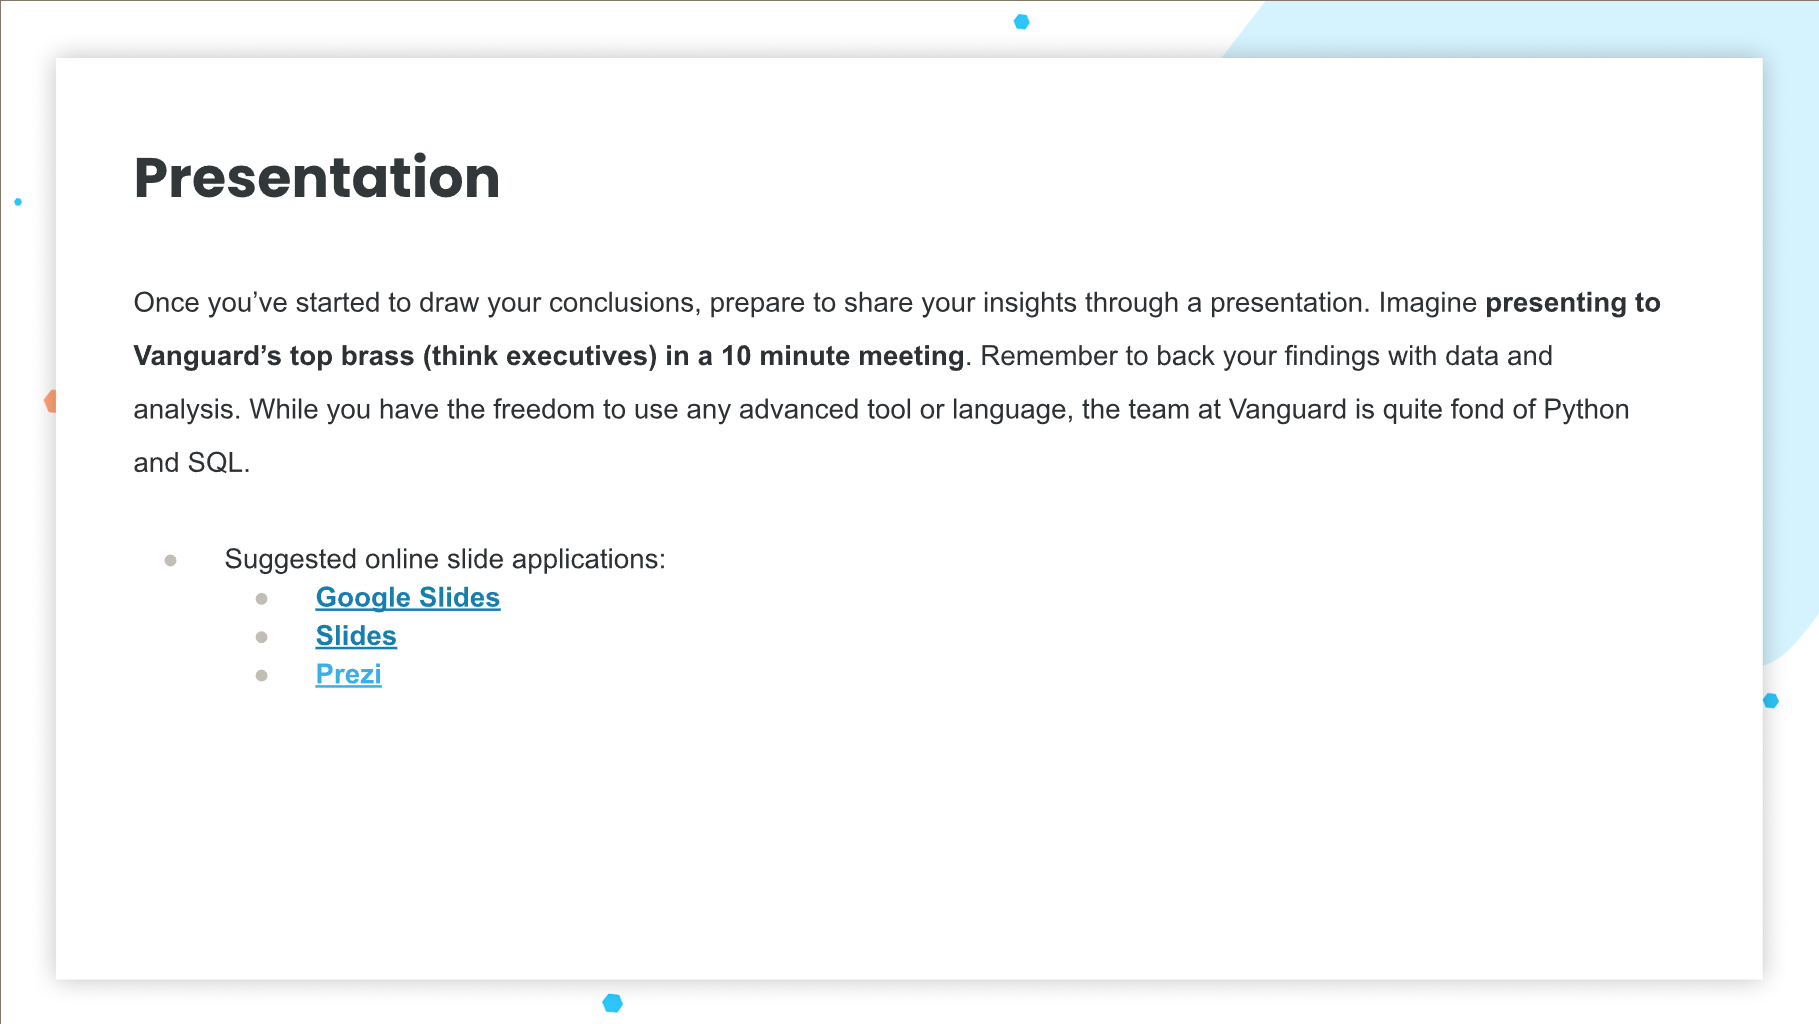 Presentation
Once you’ve started to draw your conclusions, prepare to share your insights through a presentation. Imagine presenting to
Vanguard’s top brass (think executives) in a 10 minute meeting. Remember to back your findings with data and
analysis. While you have the freedom to use any advanced tool or language, the team at Vanguard is quite fond of Python
and SQL.
● Suggested online slide applications:
● Google Slides
● Slides
● Prezi